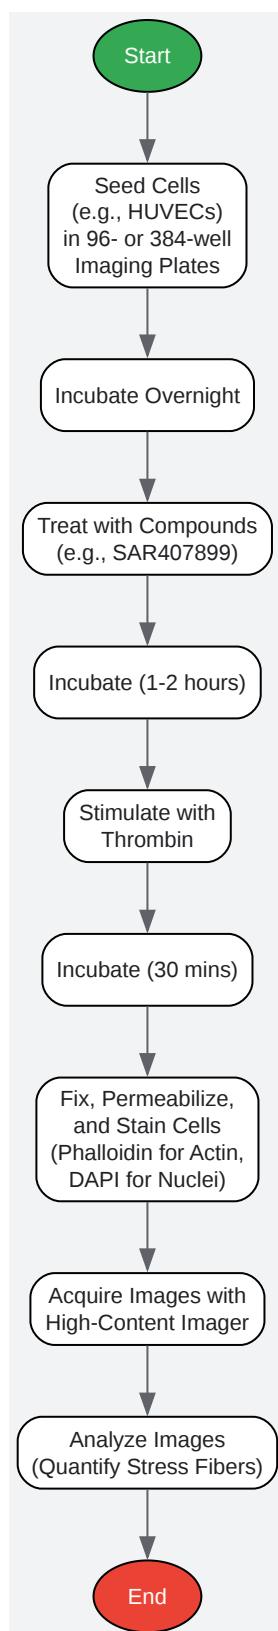 Start
Seed Cells
(e.g., HUVECs)
in 96- or 384-well
Imaging Plates
Incubate Overnight
Treat with Compounds
(e.g., SAR407899)
Incubate (1-2 hours)
Stimulate with
Thrombin
Incubate (30 mins)
Fix, Permeabilize,
and Stain Cells
(Phalloidin for Actin,
DAPI for Nuclei)
Acquire Images with
High-Content Imager
Analyze Images
(Quantify Stress Fibers)
End